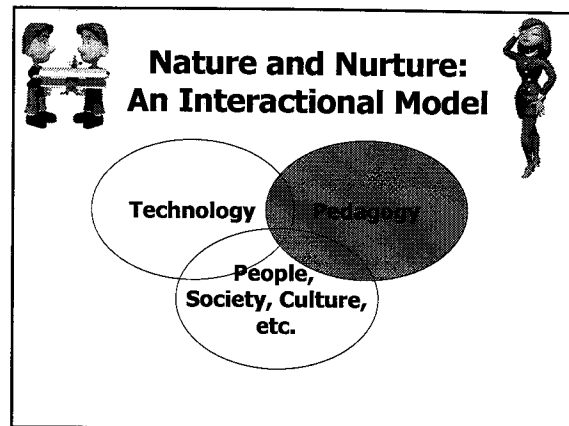 Nature and Nurture:
An Interactional Model
Technology
Pedagogy
People,
Society, Culture,
etc.